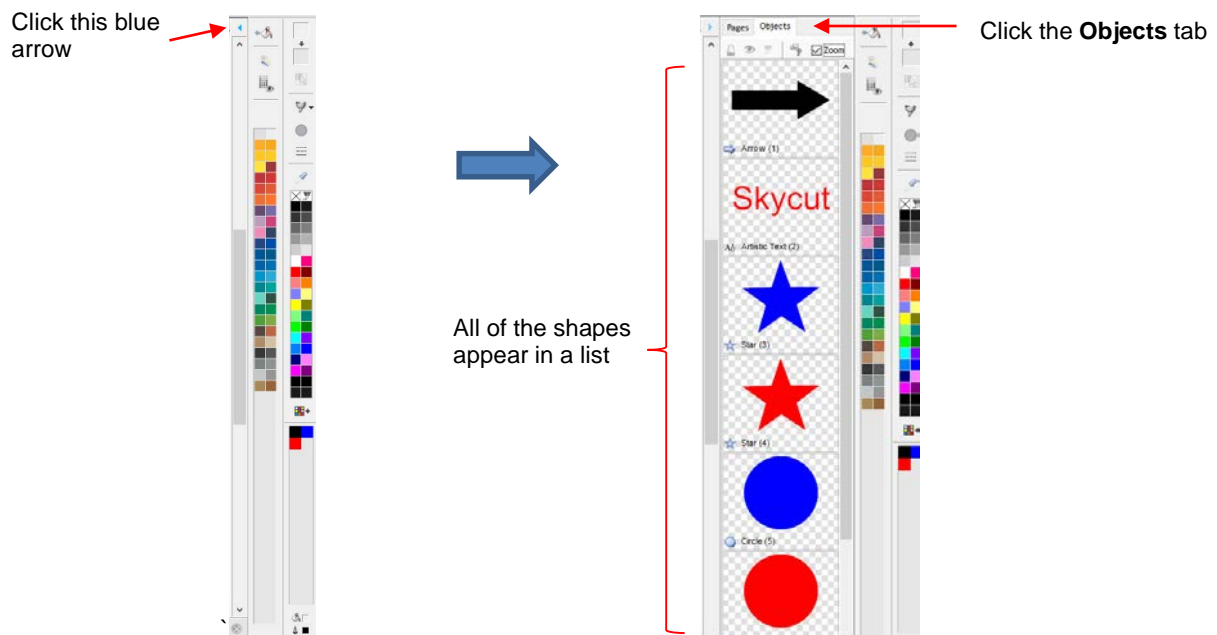 Click this blue
arrow
Pages Objects
Click the Objects tab
Zoom
Arrow (1)
Skycut
Artistic Text (2)
Star (3)
All of the shapes
appear in a list
Star (4)
Circle (5)